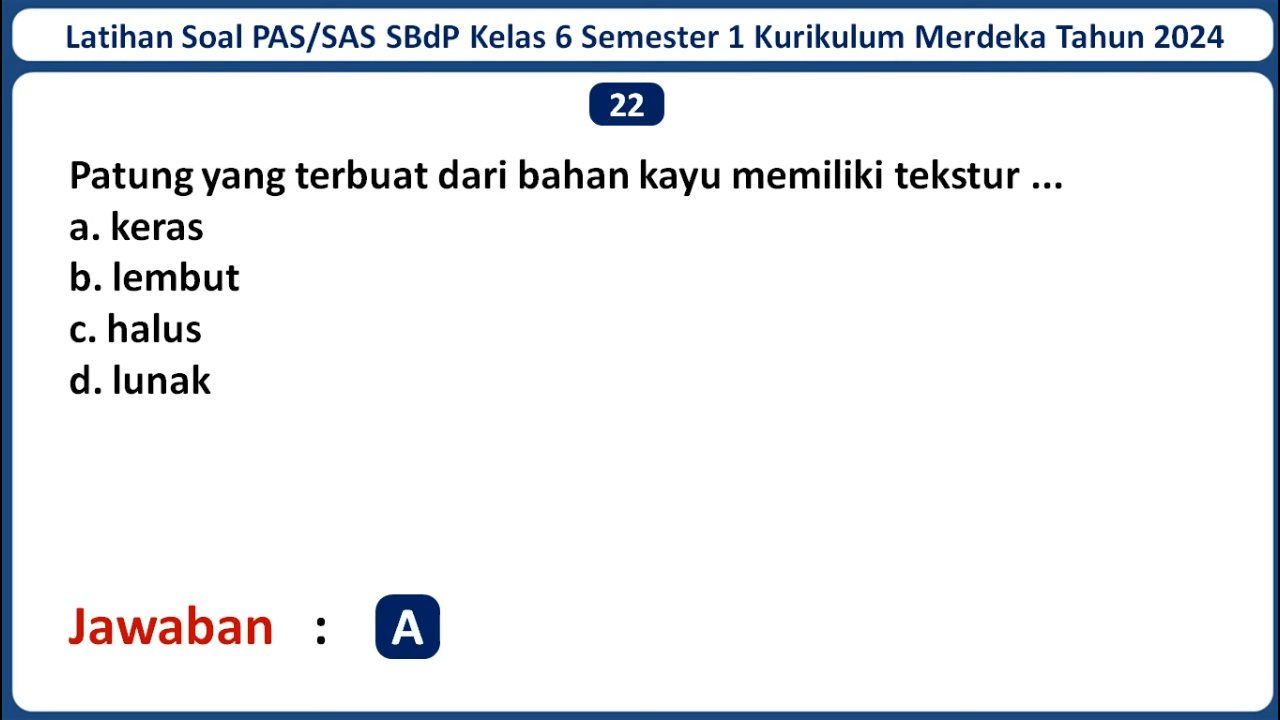 Latihan Soal PAS/SAS SBdP Kelas 6 Semester 1 Kurikulum Merdeka Tahun 2024
22
Patung yang terbuat dari bahan kayu memiliki tekstur ...
a. keras
b. lembut
c. halus
d. lunak
Jawaban : A